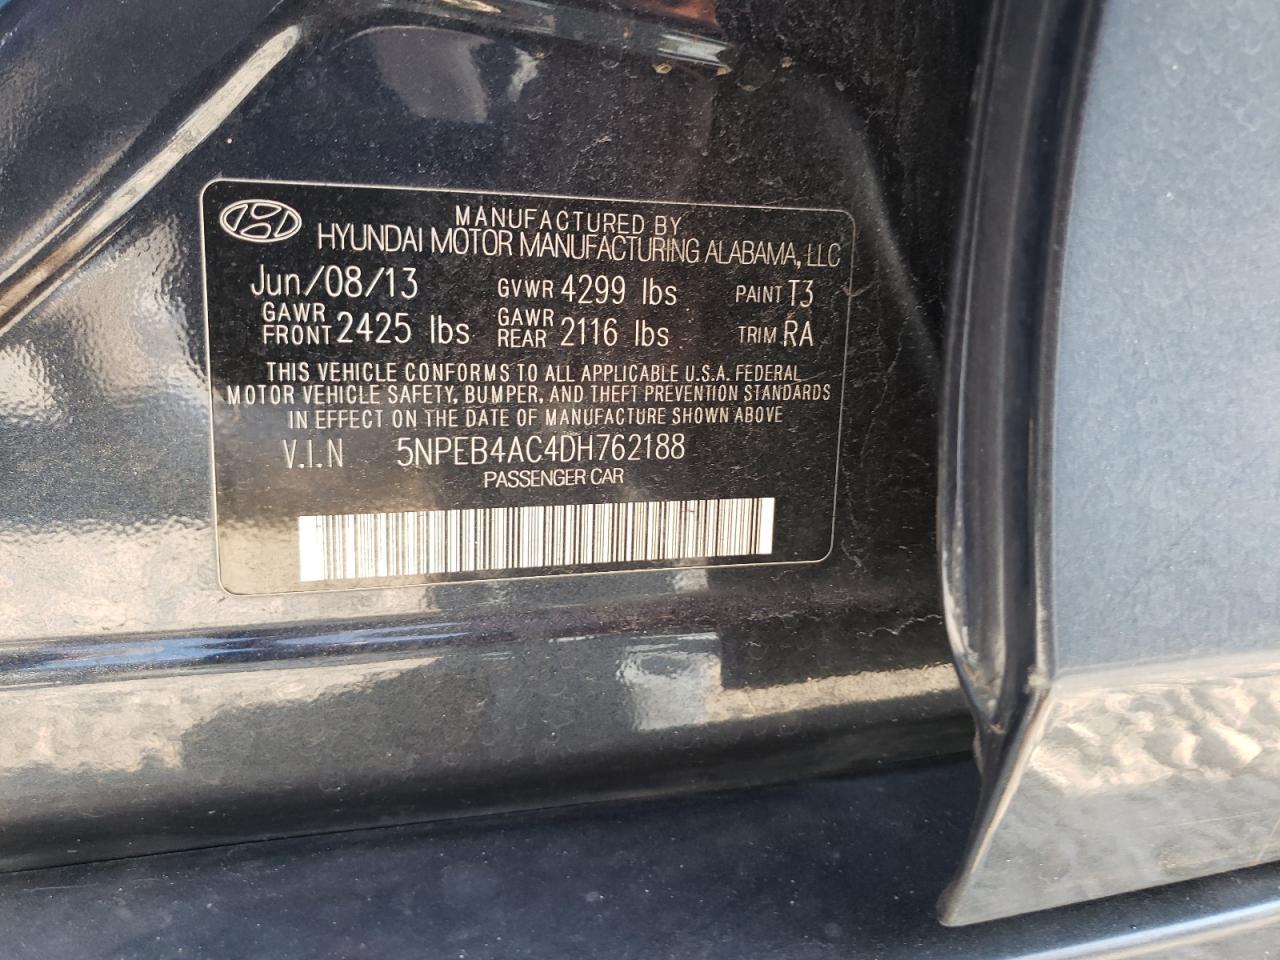 MANUFACTURED BY
HYUNDAI MOTOR MANUFACTURING ALABAMA, LLC
Jun/08/13 GVWR 4299 lbs PAINT T3
GAWR FRONT 2425 lbs GAWR REAR 2116 lbs TRIM RA
THIS VEHICLE CONFORMS TO ALL APPLICABLE U.S.A. FEDERAL
MOTOR VEHICLE SAFETY, BUMPER, AND THEFT PREVENTION STANDARDS
IN EFFECT ON THE DATE OF MANUFACTURE SHOWN ABOVE
V.I.N 5NPEB4AC4DH762188
PASSENGER CAR